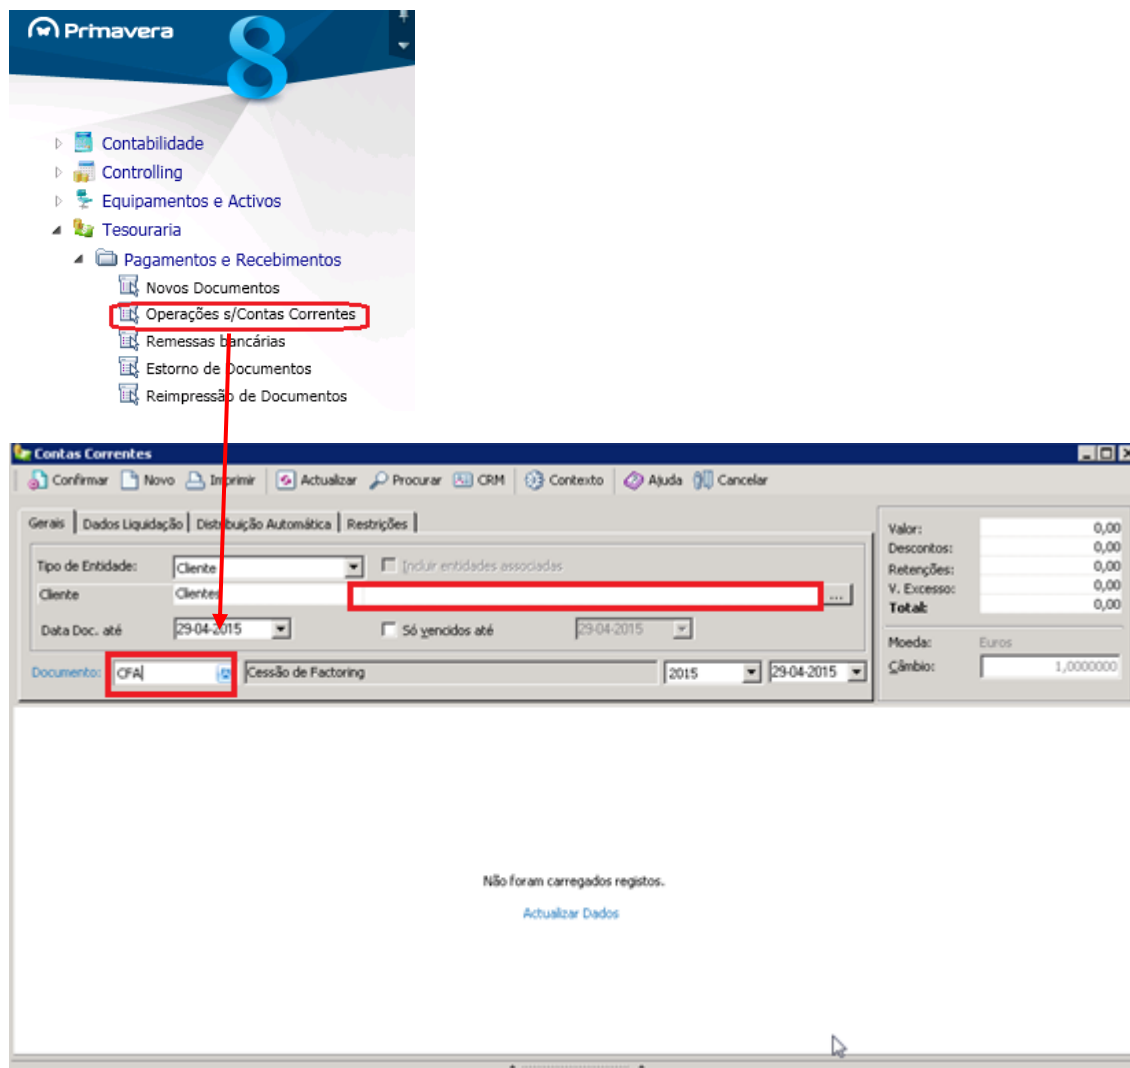 Primavera
8
Contabilidade
Controlling
Equipamentos e Activos
Tesouraria
Pagamentos e Recebimentos
Novos Documentos
Operações s/Contas Correntes
Remessas bancárias
Estorno de Documentos
Reimpressão de Documentos
Contas Correntes
Confirmar Novo Imprimir Actualizar Procurar CRM Contexto Ajuda Cancelar
Gerais Dados Liquidação Distribuição Automática Restrições
Tipo de Entidade: Cliente Incluir entidades associadas
Cliente Clientes ...
Data Doc. até 29-04-2015 Só vencidos até 29-04-2015
Documento: CFA Cessão de Factoring 2015 29-04-2015
Valor: 0,00
Descontos: 0,00
Retenções: 0,00
V. Excesso: 0,00
Total: 0,00
Moeda: Euros
Câmbio: 1,0000000
Não foram carregados registos.
Actualizar Dados